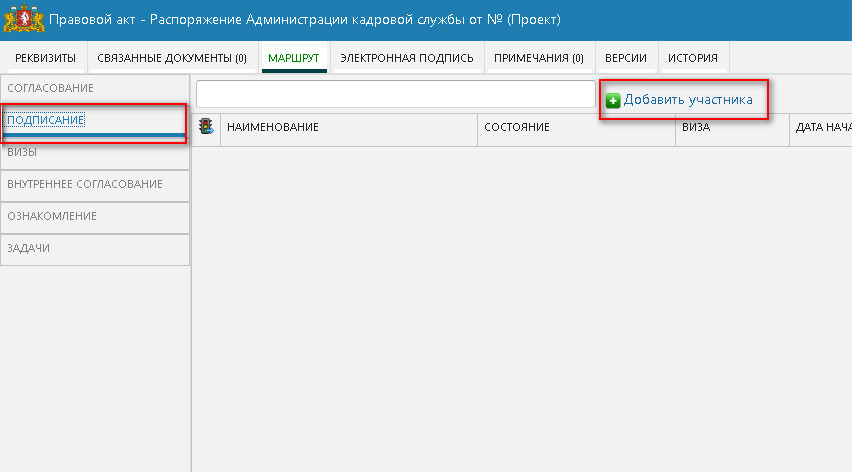 Правовой акт - Распоряжение Администрации кадровой службы от № (Проект)
РЕКВИЗИТЫ СВЯЗАННЫЕ ДОКУМЕНТЫ (0) МАРШРУТ ЭЛЕКТРОННАЯ ПОДПИСЬ ПРИМЕЧАНИЯ (0) ВЕРСИИ ИСТОРИЯ
СОГЛАСОВАНИЕ
ПОДПИСАНИЕ
ВИЗЫ
ВНУТРЕННЕЕ СОГЛАСОВАНИЕ
ОЗНАКОМЛЕНИЕ
ЗАДАЧИ
Добавить участника
НАИМЕНОВАНИЕ СОСТОЯНИЕ ВИЗА ДАТА НАЧА